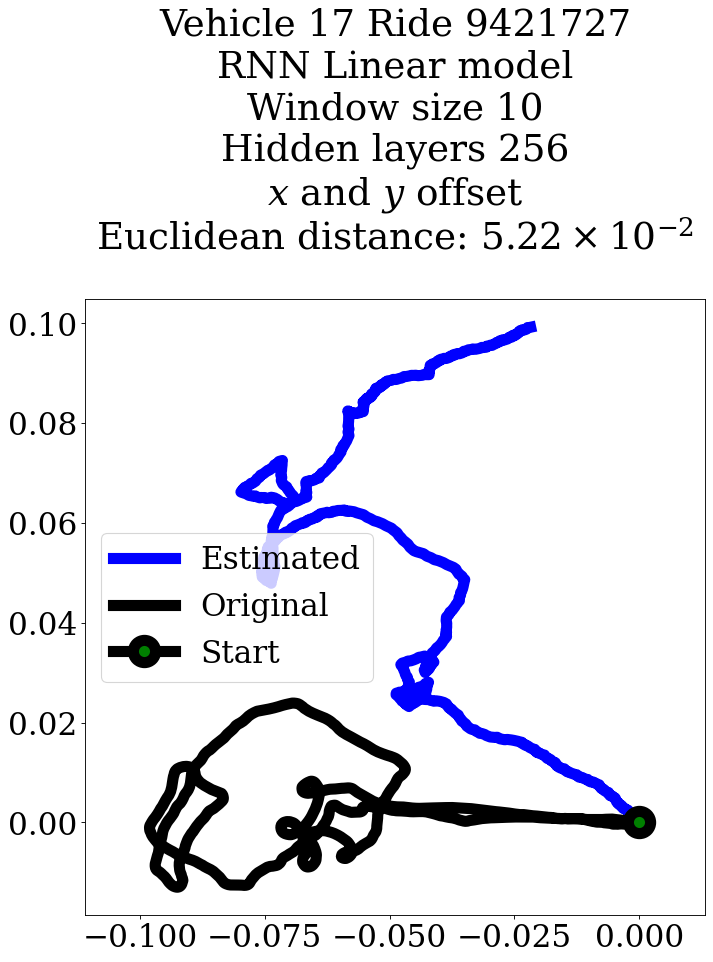 Vehicle 17 Ride 9421727
RNN Linear model
Window size 10
Hidden layers 256
x and y offset
Euclidean distance: 5.22 × 10⁻²
0.10
0.08
0.06
0.04
0.02
0.00
Estimated
Original
Start
−0.100 −0.075 −0.050 −0.025 0.000